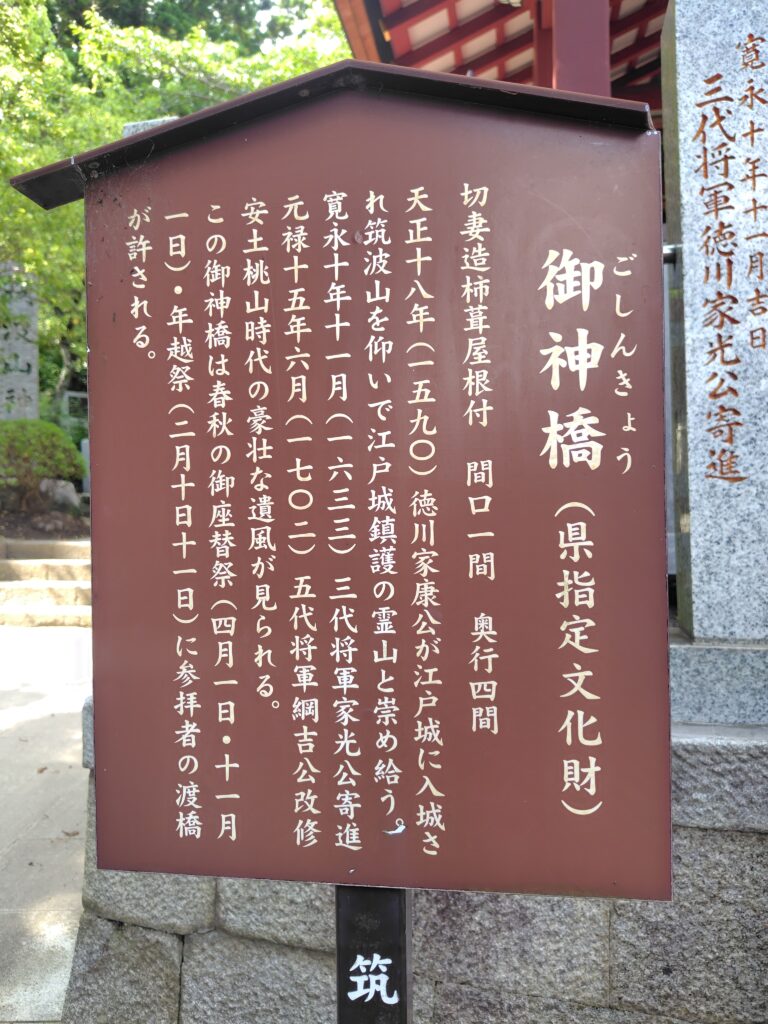 寛永十年十一月吉日
三代将軍徳川家光公寄進
ごしんきょう
御神橋（県指定文化財）
切妻造柿葺屋根付　間口一間　奥行四間
天正十八年（一五九〇）徳川家康公が江戸城に入城さ
れ筑波山を仰いで江戸城鎮護の霊山と崇め給う。
寛永十年十一月（一六三三）三代将軍家光公寄進
元禄十五年六月（一七〇二）五代将軍綱吉公改修
安土桃山時代の豪壮な遺風が見られる。
この御神橋は春秋の御座替祭（四月一日・十一月
一日）・年越祭（二月十日十一日）に参拝者の渡橋
が許される。
筑
山神